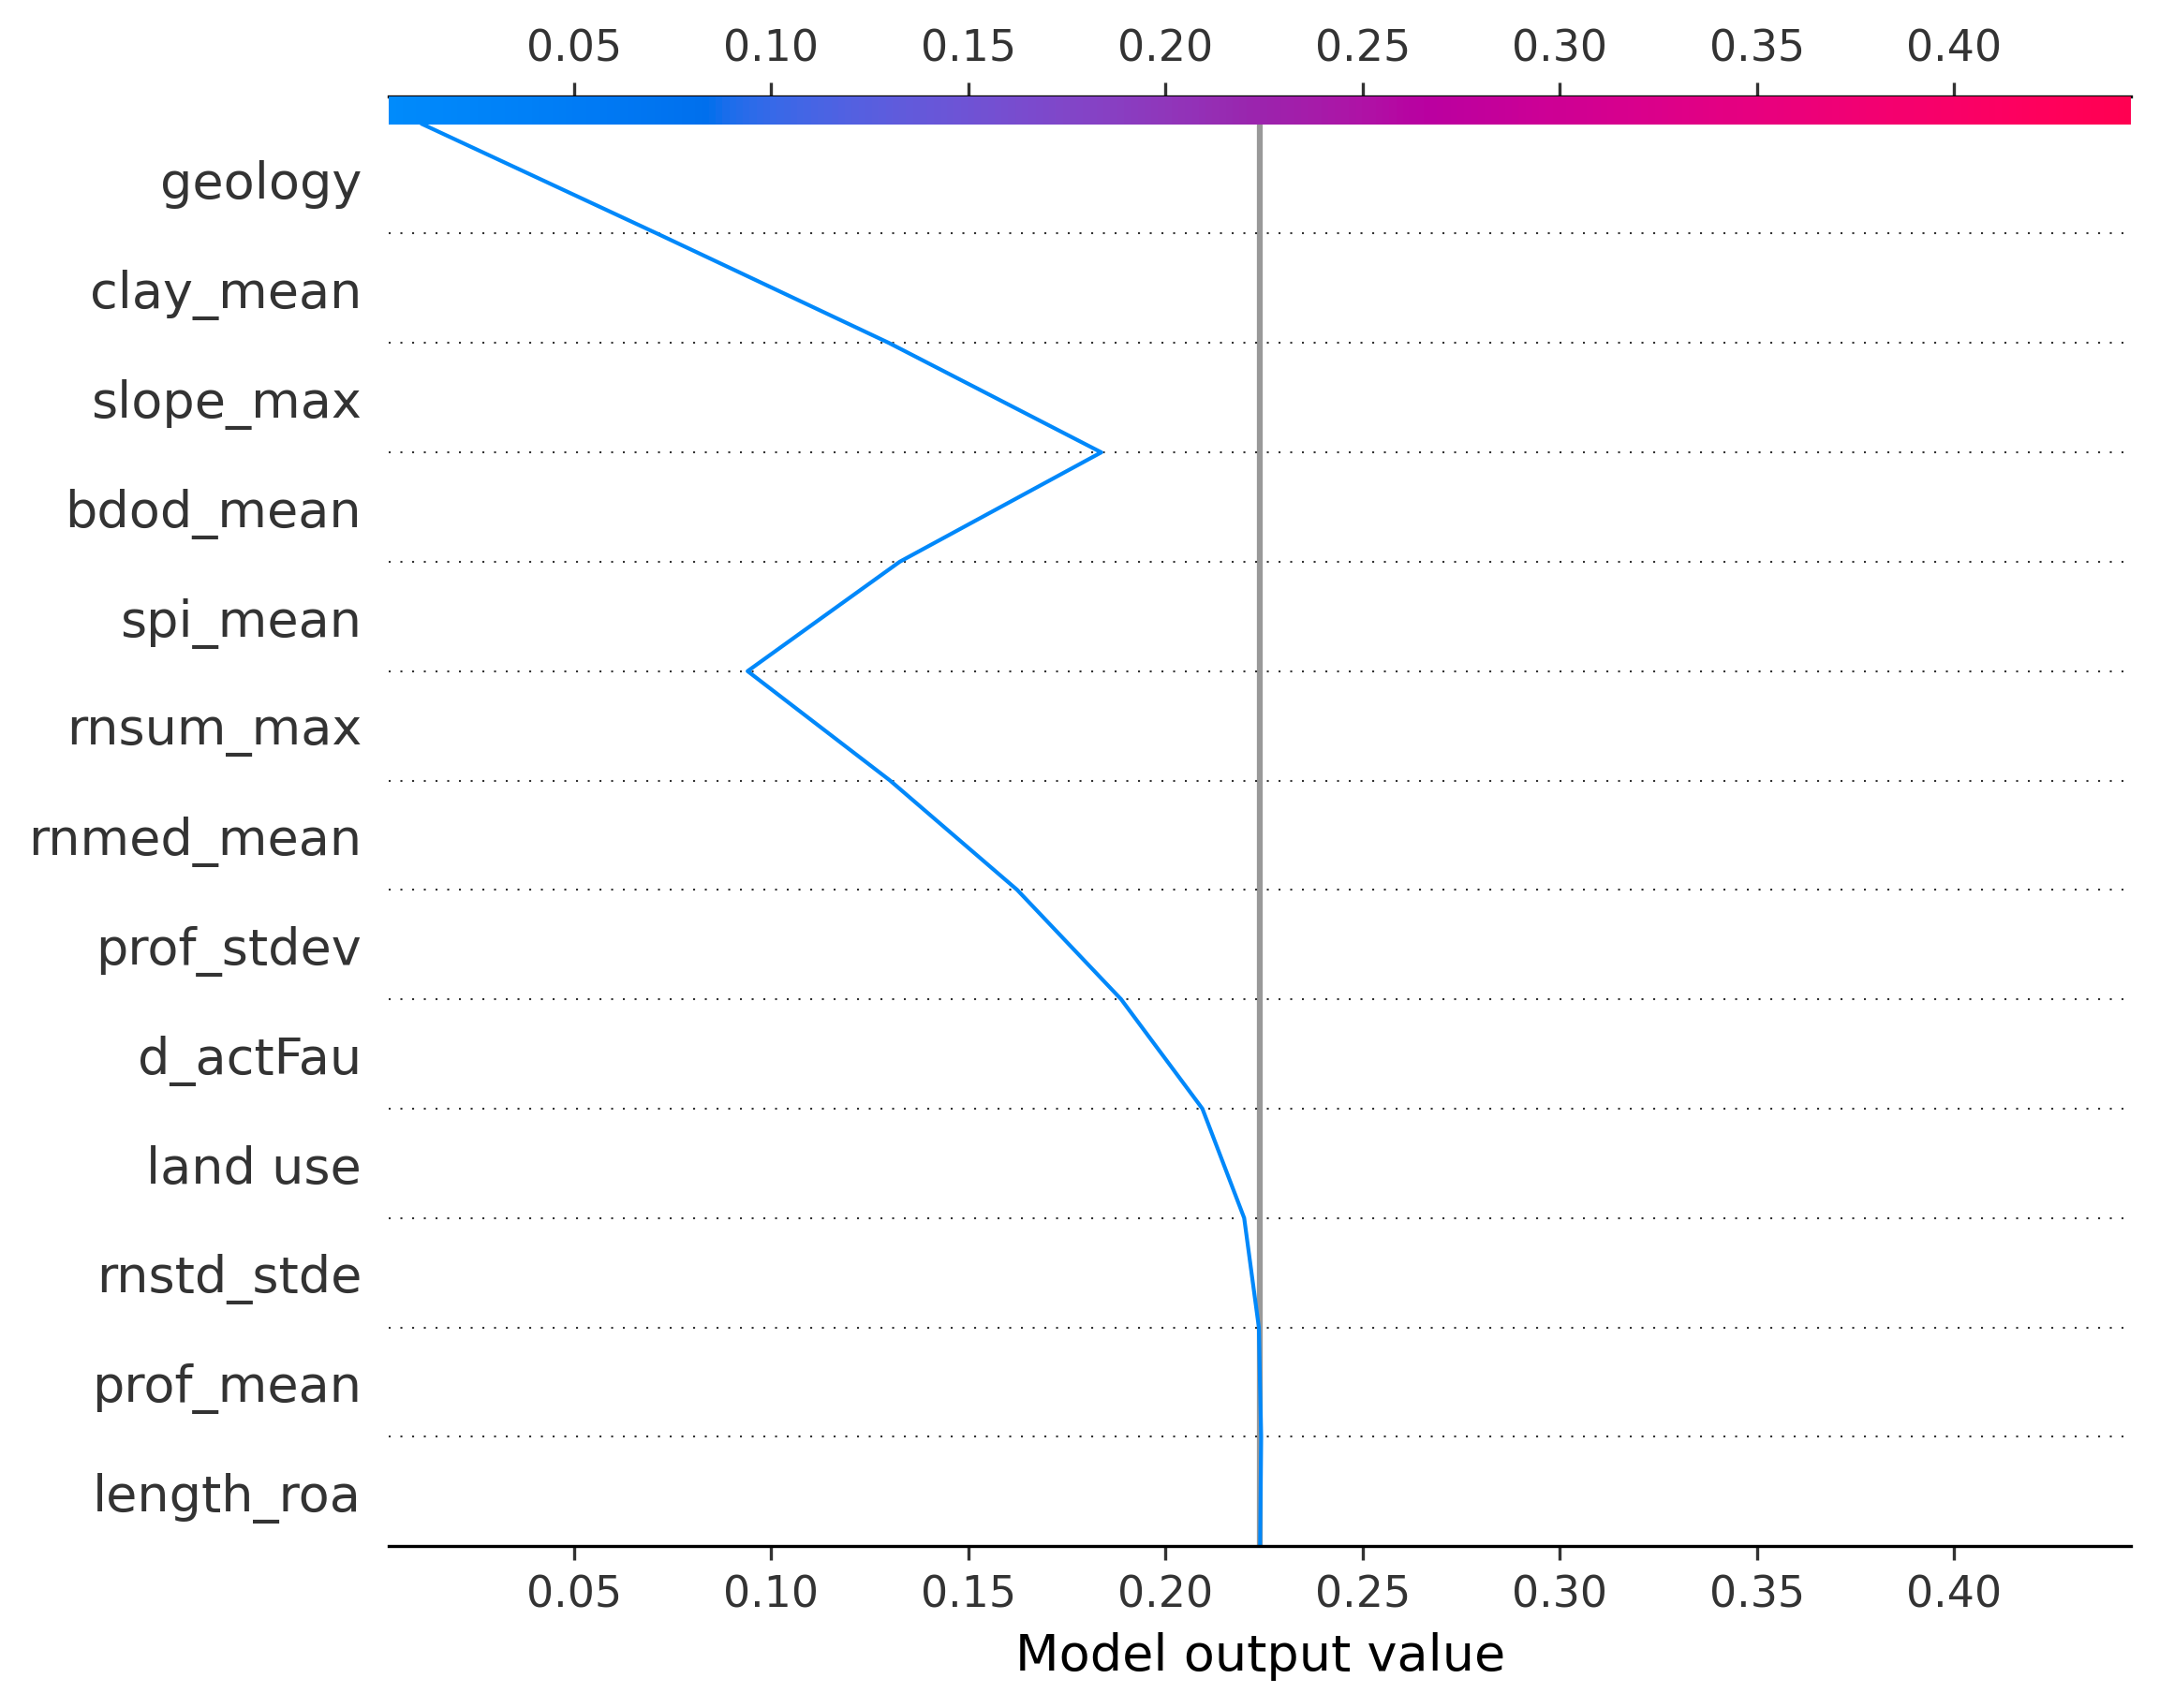 0.05 0.10 0.15 0.20 0.25 0.30 0.35 0.40
geology
clay_mean
slope_max
bdod_mean
spi_mean
rnsum_max
rnmed_mean
prof_stdev
d_actFau
land use
rnstd_stde
prof_mean
length_roa
0.05 0.10 0.15 0.20 0.25 0.30 0.35 0.40
Model output value